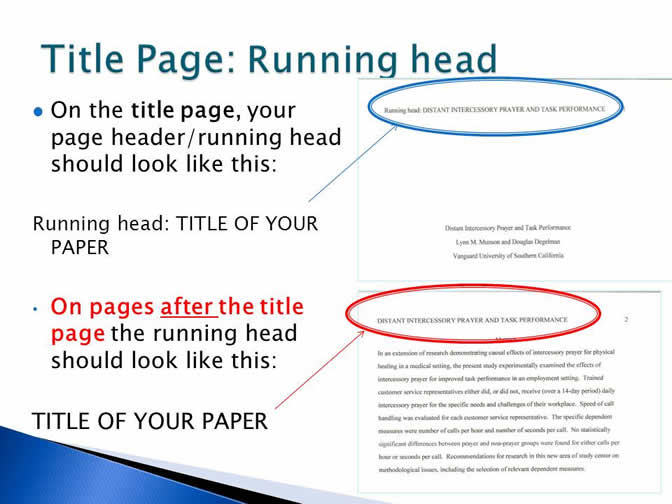 Title Page: Running head
On the title page, your
page header/running head
should look like this:
Running head: TITLE OF YOUR
PAPER
On pages after the title
page the running head
should look like this:
TITLE OF YOUR PAPER
Running head: DISTANT INTERCESSORY PRAYER AND TASK PERFORMANCE
Distant Intercessory Prayer and Task Performance
Lynn M. Munson and Douglas Degelman
Vanguard University of Southern California
DISTANT INTERCESSORY PRAYER AND TASK PERFORMANCE 2
In an extension of research demonstrating causal effects of intercessory prayer for physical
healing in a medical setting, the present study experimentally examined the effects of
intercessory prayer for improved task performance in an employment setting. Trained
customer service representatives either did, or did not, receive (over a 14-day period) daily
intercessory prayer for the specific needs and challenges of their workplace. Speed of call
handling was evaluated for each customer service representative. The specific dependent
measures were number of calls per hour and number of seconds per call. No statistically
significant differences between prayer and non-prayer groups were found for either calls per
hour or seconds per call. Recommendations for research in this new area of study center on
methodological issues, including the selection of relevant dependent measures.